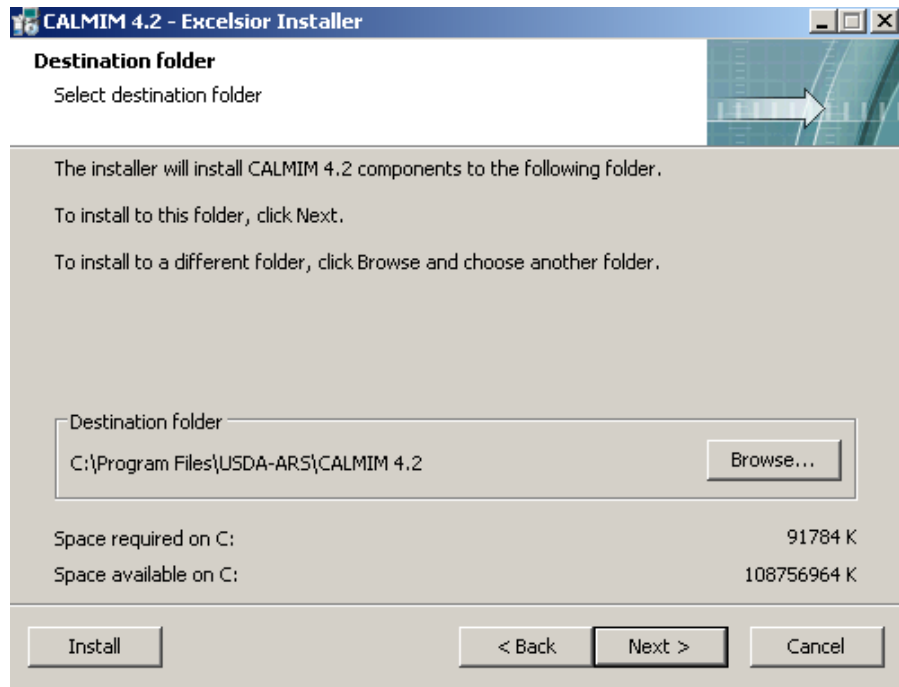 CALMIM 4.2 - Excelsior Installer
Destination folder
Select destination folder
The installer will install CALMIM 4.2 components to the following folder.
To install to this folder, click Next.
To install to a different folder, click Browse and choose another folder.
Destination folder
C:\Program Files\USDA-ARS\CALMIM 4.2
Browse...
Space required on C: 91784 K
Space available on C: 108756964 K
Install < Back Next > Cancel